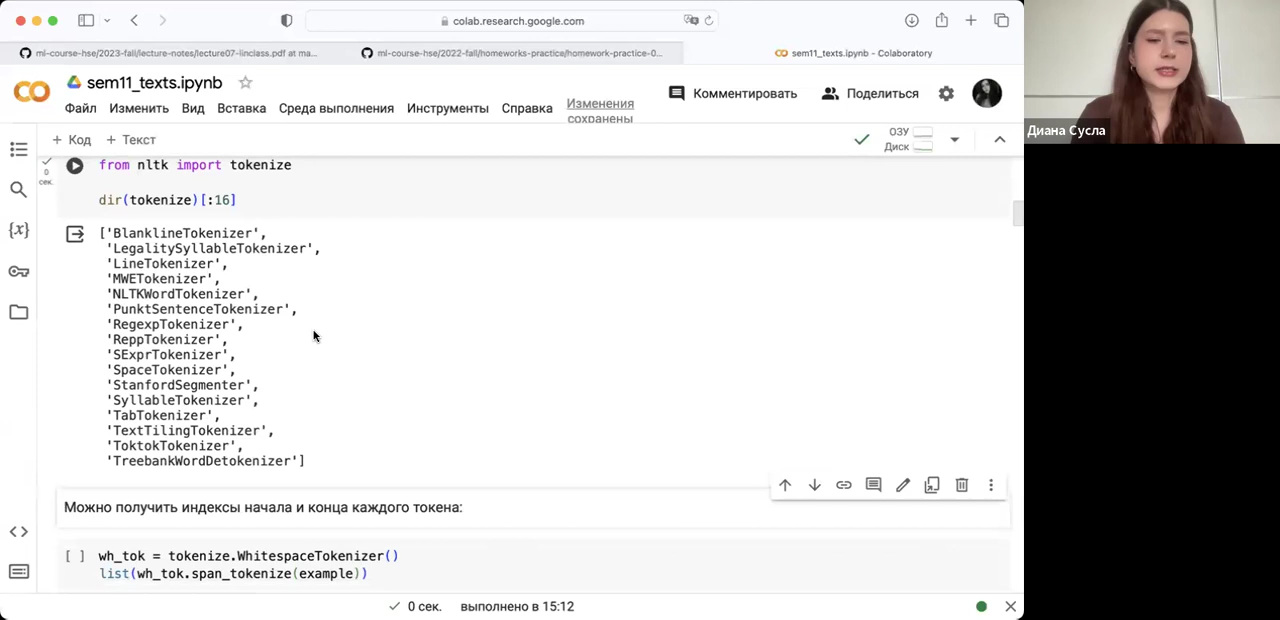 colab.research.google.com
ml-course-hse/2023-fall/lecture-notes/lecture07-linclass.pdf at ma...
ml-course-hse/2022-fall/homeworks-practice/homework-practice-0...
sem11_texts.ipynb - Colaboratory
sem11_texts.ipynb
Комментировать
Поделиться
Файл Изменить Вид Вставка Среда выполнения Инструменты Справка Изменения сохранены
+ Код + Текст
ОЗУ
Диск
0
сек.
from nltk import tokenize
dir(tokenize)[:16]
['BlanklineTokenizer',
'LegalitySyllableTokenizer',
'LineTokenizer',
'MWETokenizer',
'NLTKWordTokenizer',
'PunktSentenceTokenizer',
'RegexpTokenizer',
'ReppTokenizer',
'SExprTokenizer',
'SpaceTokenizer',
'StanfordSegmenter',
'SyllableTokenizer',
'TabTokenizer',
'TextTilingTokenizer',
'ToktokTokenizer',
'TreebankWordDetokenizer']
Можно получить индексы начала и конца каждого токена:
[ ] wh_tok = tokenize.WhitespaceTokenizer()
list(wh_tok.span_tokenize(example))
0 сек. выполнено в 15:12
Диана Сусла